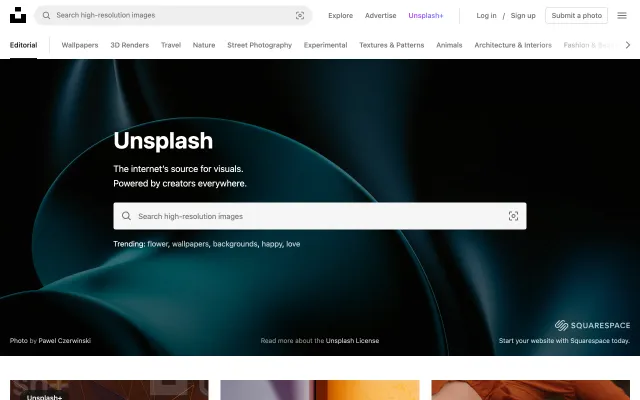 Search high-resolution images
Explore
Advertise
Unsplash+
Log in / Sign up
Submit a photo
Editorial
Wallpapers
3D Renders
Travel
Nature
Street Photography
Experimental
Textures & Patterns
Animals
Architecture & Interiors
Fashion &
Unsplash
The internet's source for visuals.
Powered by creators everywhere.
Search high-resolution images
Trending: flower, wallpapers, backgrounds, happy, love
SQUARESPACE
Photo by Pawel Czerwinski
Read more about the Unsplash License
Start your website with Squarespace today.
Unsplash+